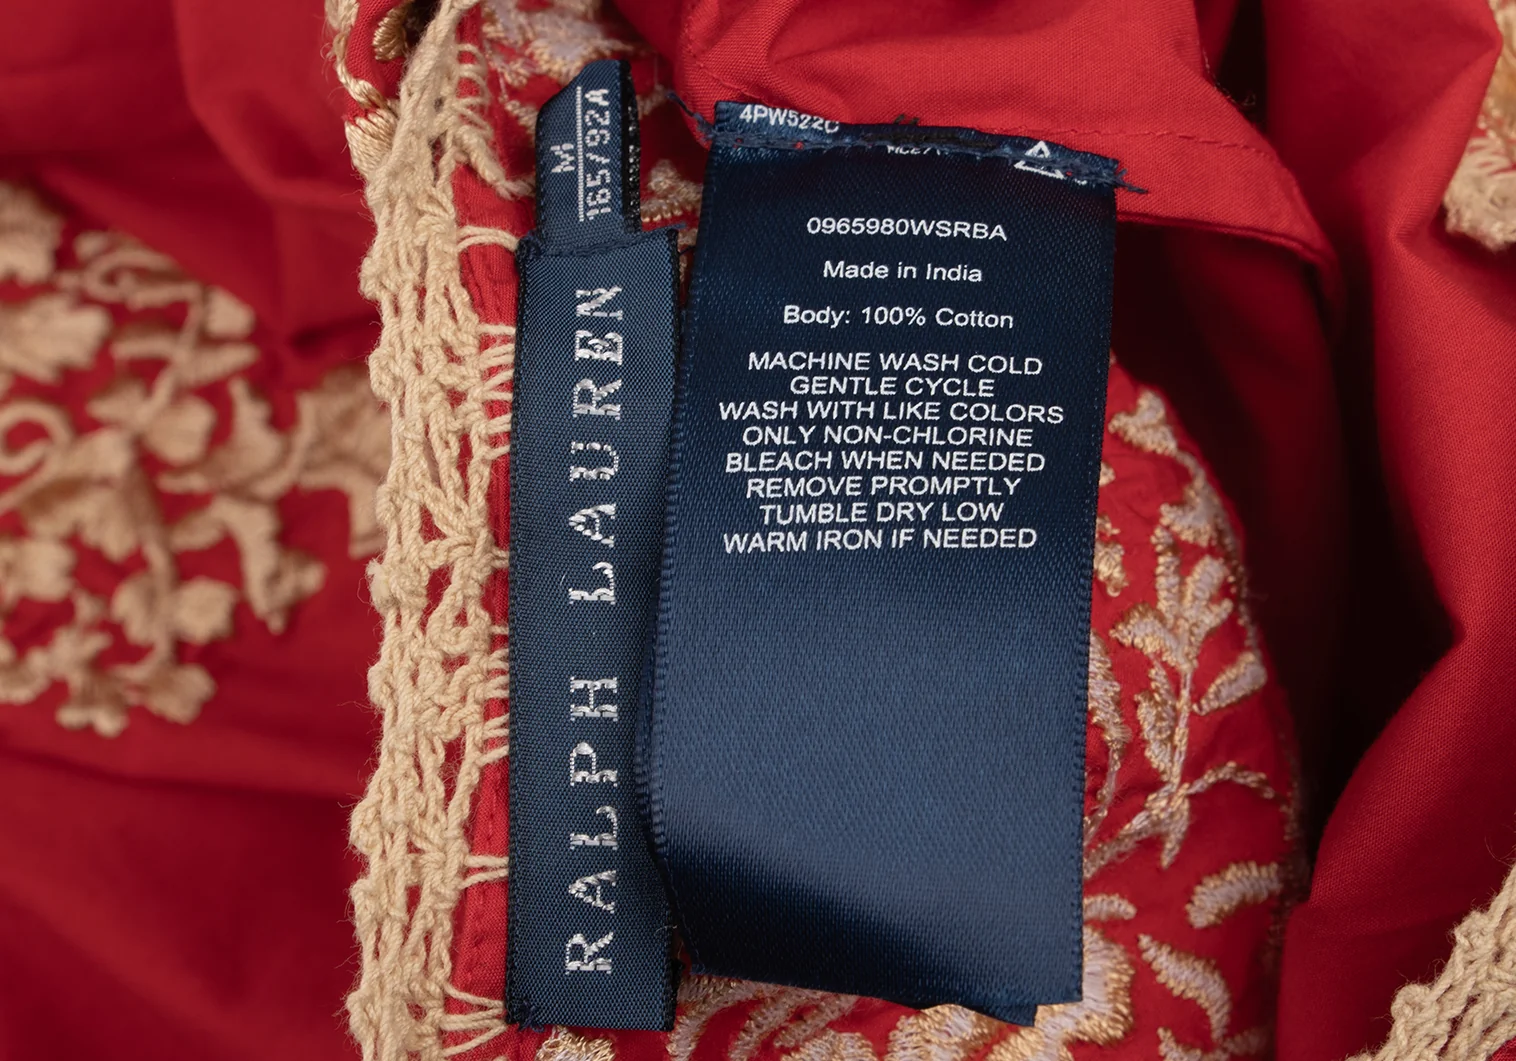 M
165/92A
RALPH LAUREN
4PW522C
0965980WSRBA
Made in India
Body: 100% Cotton
MACHINE WASH COLD
GENTLE CYCLE
WASH WITH LIKE COLORS
ONLY NON-CHLORINE
BLEACH WHEN NEEDED
REMOVE PROMPTLY
TUMBLE DRY LOW
WARM IRON IF NEEDED